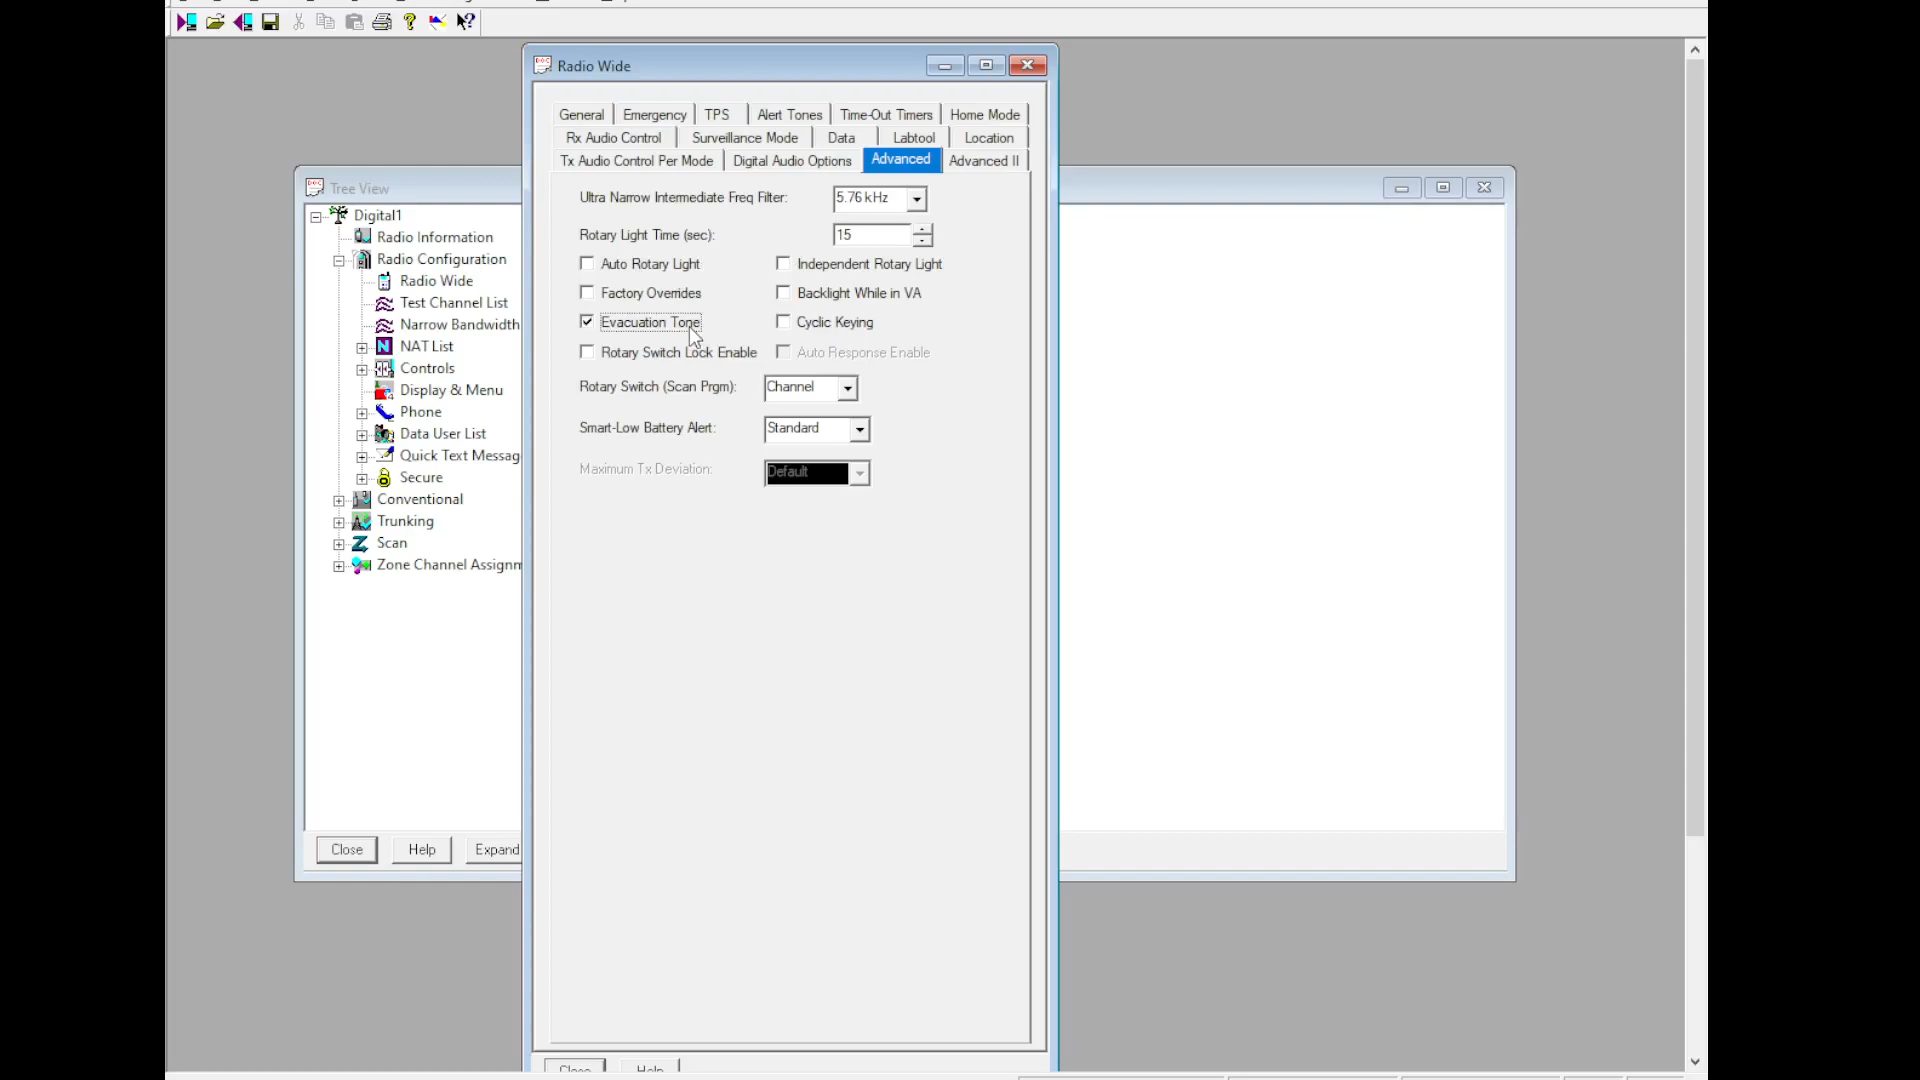 Radio Wide
General Emergency TPS Alert Tones Time-Out Timers Home Mode
Rx Audio Control Surveillance Mode Data Labtool Location
Tx Audio Control Per Mode Digital Audio Options Advanced Advanced II
Ultra Narrow Intermediate Freq Filter: 5.76 kHz
Rotary Light Time (sec): 15
Auto Rotary Light Independent Rotary Light
Factory Overrides Backlight While in VA
Evacuation Tone Cyclic Keying
Rotary Switch Lock Enable Auto Response Enable
Rotary Switch (Scan Prgm): Channel
Smart-Low Battery Alert: Standard
Maximum Tx Deviation: Default
Close Help
Tree View
Digital1
Radio Information
Radio Configuration
Radio Wide
Test Channel List
Narrow Bandwidth
NAT List
Controls
Display & Menu
Phone
Data User List
Quick Text Messag
Secure
Conventional
Trunking
Scan
Zone Channel Assignm
Close Help Expand